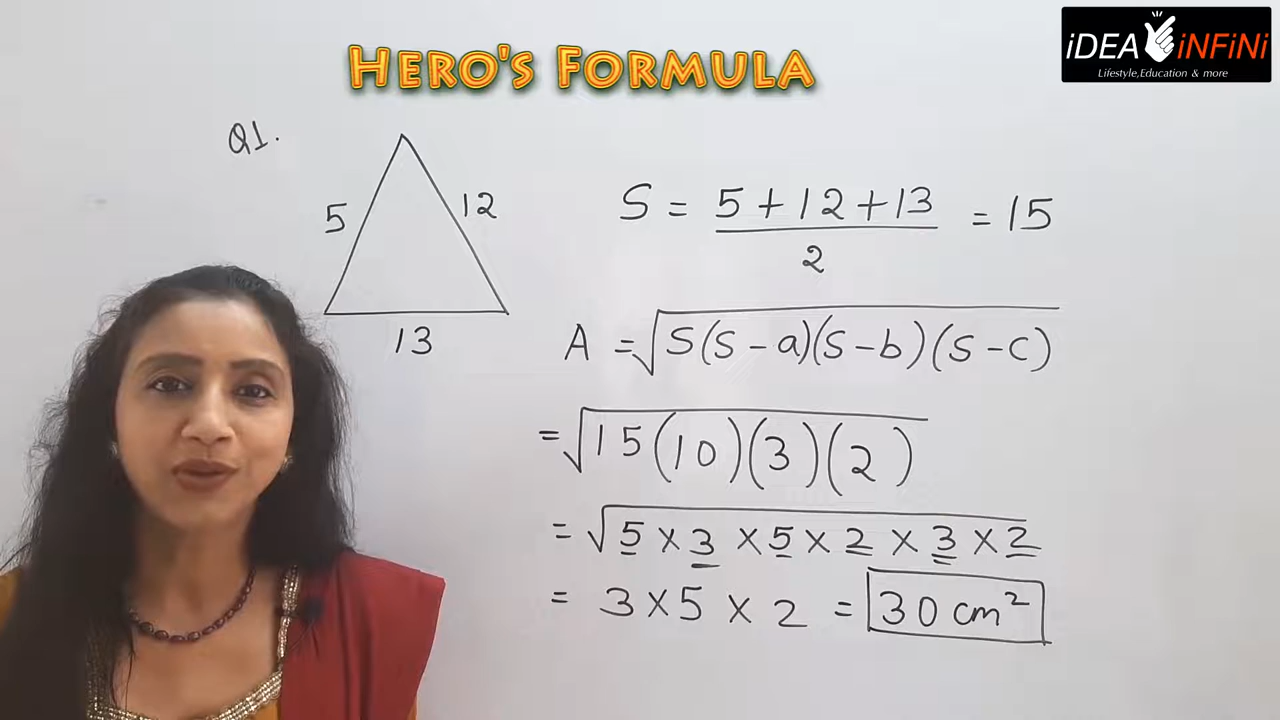 HERO'S FORMULA
iDEA iNFiNi
Lifestyle,Education & more
Q1.
5
12
13
S = 5 + 12 + 13 / 2 = 15
A = √S(S - a)(S - b)(S - c)
= √15(10)(3)(2)
= √5 × 3 × 5 × 2 × 3 × 2
= 3 × 5 × 2 = 30 cm²